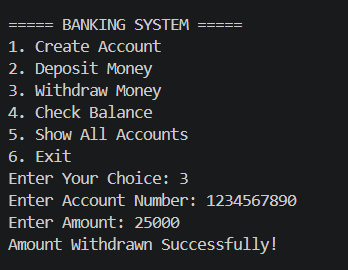 ===== BANKING SYSTEM =====
1. Create Account
2. Deposit Money
3. Withdraw Money
4. Check Balance
5. Show All Accounts
6. Exit
Enter Your Choice: 3
Enter Account Number: 1234567890
Enter Amount: 25000
Amount Withdrawn Successfully!